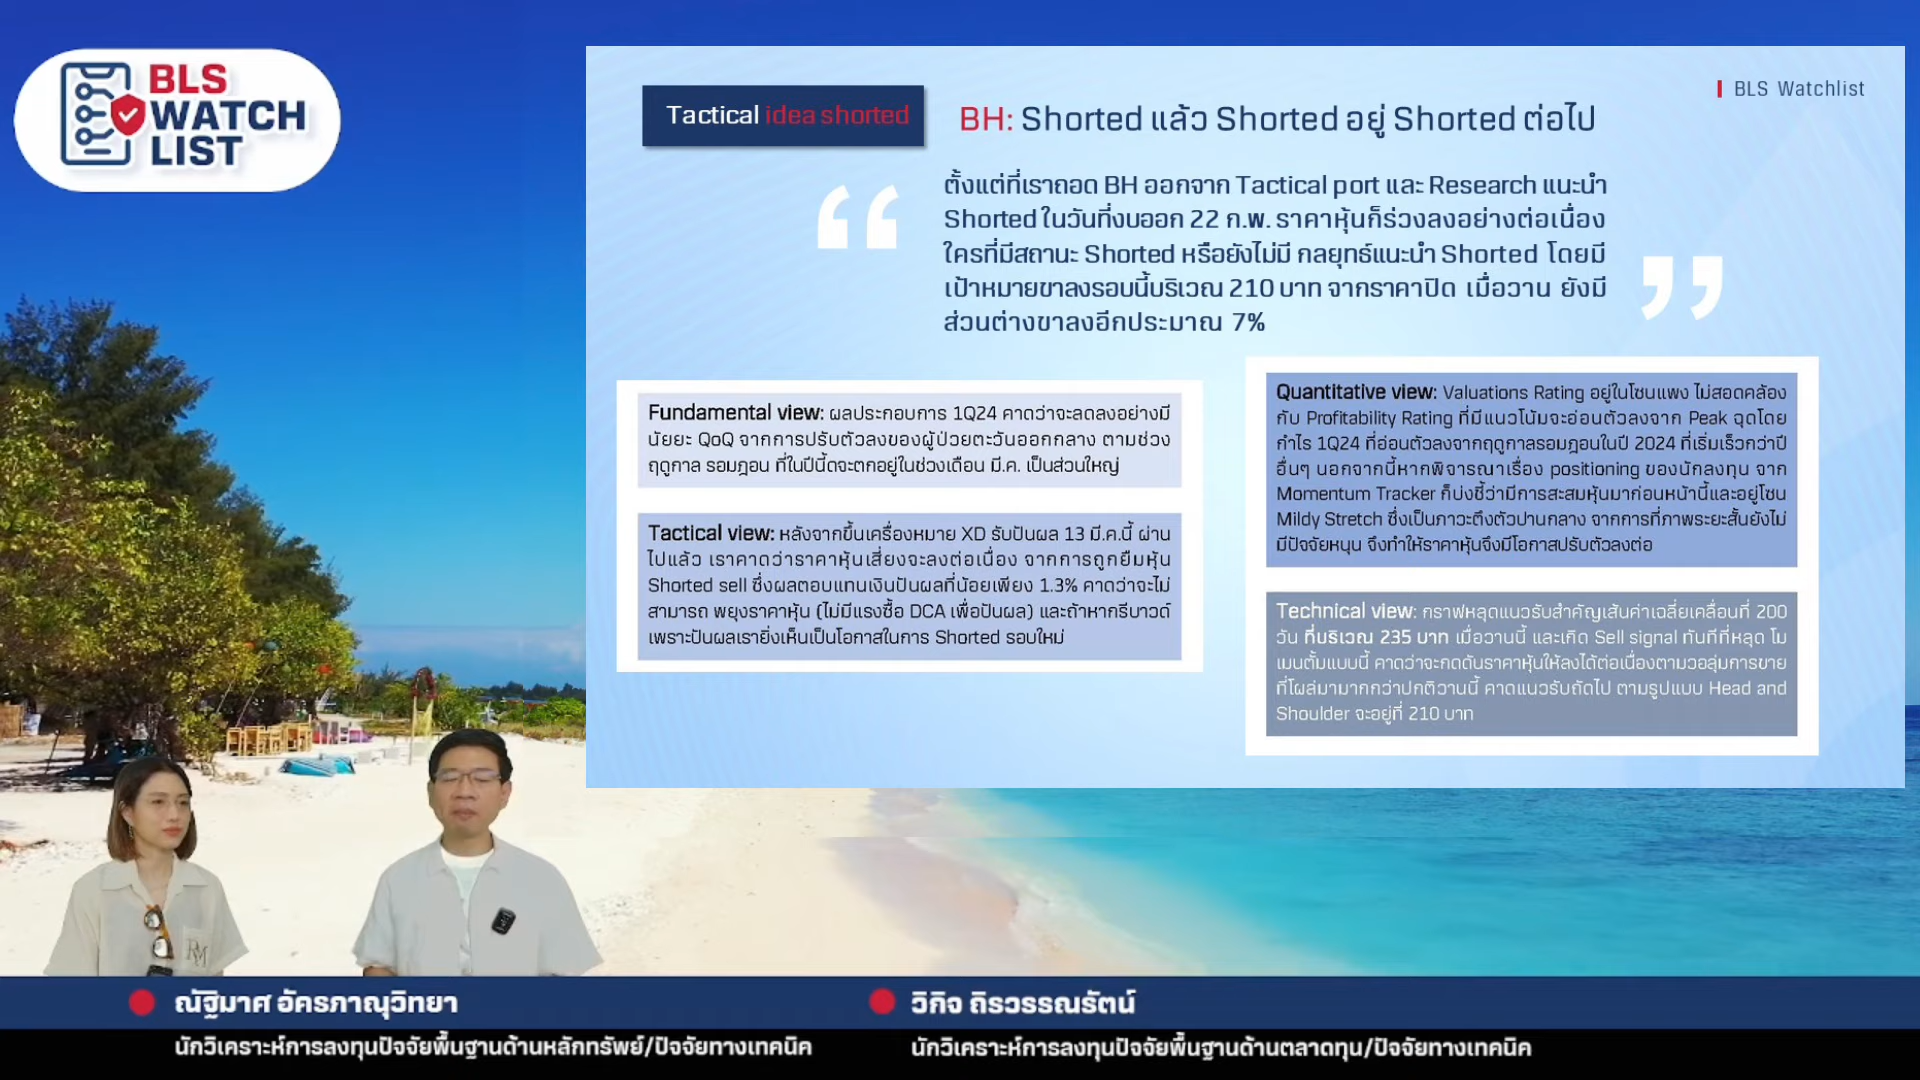 BLS
WATCH
LIST
BLS Watchlist
Tactical idea shorted
BH: Shorted แล้ว Shorted อยู่ Shorted ต่อไป
ตั้งแต่ที่เราถอด BH ออกจาก Tactical port และ Research แนะนำ
Shorted ในวันที่งบออก 22 ก.พ. ราคาหุ้นก็ร่วงลงอย่างต่อเนื่อง
ใครที่มีสถานะ Shorted หรือยังไม่มี กลยุทธ์แนะนำ Shorted โดยมี
เป้าหมายขาลงรอบนี้บริเวณ 210 บาท จากราคาปิด เมื่อวาน ยังมี
ส่วนต่างขาลงอีกประมาณ 7%
Fundamental view: ผลประกอบการ 1Q24 คาดว่าจะลดลงอย่างมี
นัยยะ QoQ จากการปรับตัวลงของผู้ป่วยตะวันออกกลาง ตามช่วง
ฤดูกาล รอมฎอน ที่ในปีนี้ดจะตกอยู่ในช่วงเดือน มี.ค. เป็นส่วนใหญ่
Tactical view: หลังจากขึ้นเครื่องหมาย XD รับปันผล 13 มี.ค.นี้ ผ่าน
ไปแล้ว เราคาดว่าราคาหุ้นเสี่ยงจะลงต่อเนื่อง จากการถูกยืมหุ้น
Shorted sell ซึ่งผลตอบแทนเงินปันผลที่น้อยเพียง 1.3% คาดว่าจะไม่
สามารถ พยุงราคาหุ้น (ไม่มีแรงซื้อ DCA เพื่อปันผล) และถ้าหากรีบาวด์
เพราะปันผลเรายิ่งเห็นเป็นโอกาสในการ Shorted รอบใหม่
Quantitative view: Valuations Rating อยู่ในโซนแพง ไม่สอดคล้อง
กับ Profitability Rating ที่มีแนวโน้มจะอ่อนตัวลงจาก Peak ฉุดโดย
กำไร 1Q24 ที่อ่อนตัวลงจากฤดูกาลรอมฎอนในปี 2024 ที่เริ่มเร็วกว่าปี
อื่นๆ นอกจากนี้หากพิจารณาเรื่อง positioning ของนักลงทุน จาก
Momentum Tracker ก็บ่งชี้ว่ามีการสะสมหุ้นมาก่อนหน้านี้และอยู่โซน
Mildy Stretch ซึ่งเป็นภาวะตึงตัวปานกลาง จากการที่ภาพระยะสั้นยังไม่
มีปัจจัยหนุน จึงทำให้ราคาหุ้นจึงมีโอกาสปรับตัวลงต่อ
Technical view: กราฟหลุดแนวรับสำคัญเส้นค่าเฉลี่ยเคลื่อนที่ 200
วัน ที่บริเวณ 235 บาท เมื่อวานนี้ และเกิด Sell signal ทันทีที่หลุด โม
เมนตั้มแบบนี้ คาดว่าจะกดดันราคาหุ้นให้ลงได้ต่อเนื่องตามวอลุ่มการขาย
ที่โผล่มามากกว่าปกติวานนี้ คาดแนวรับถัดไป ตามรูปแบบ Head and
Shoulder จะอยู่ที่ 210 บาท
RM
ณัฐิมาศ อัครภาณุวิทยา
นักวิเคราะห์การลงทุนปัจจัยพื้นฐานด้านหลักทรัพย์/ปัจจัยทางเทคนิค
วิกิจ ถิรวรรณรัตน์
นักวิเคราะห์การลงทุนปัจจัยพื้นฐานด้านตลาดทุน/ปัจจัยทางเทคนิค